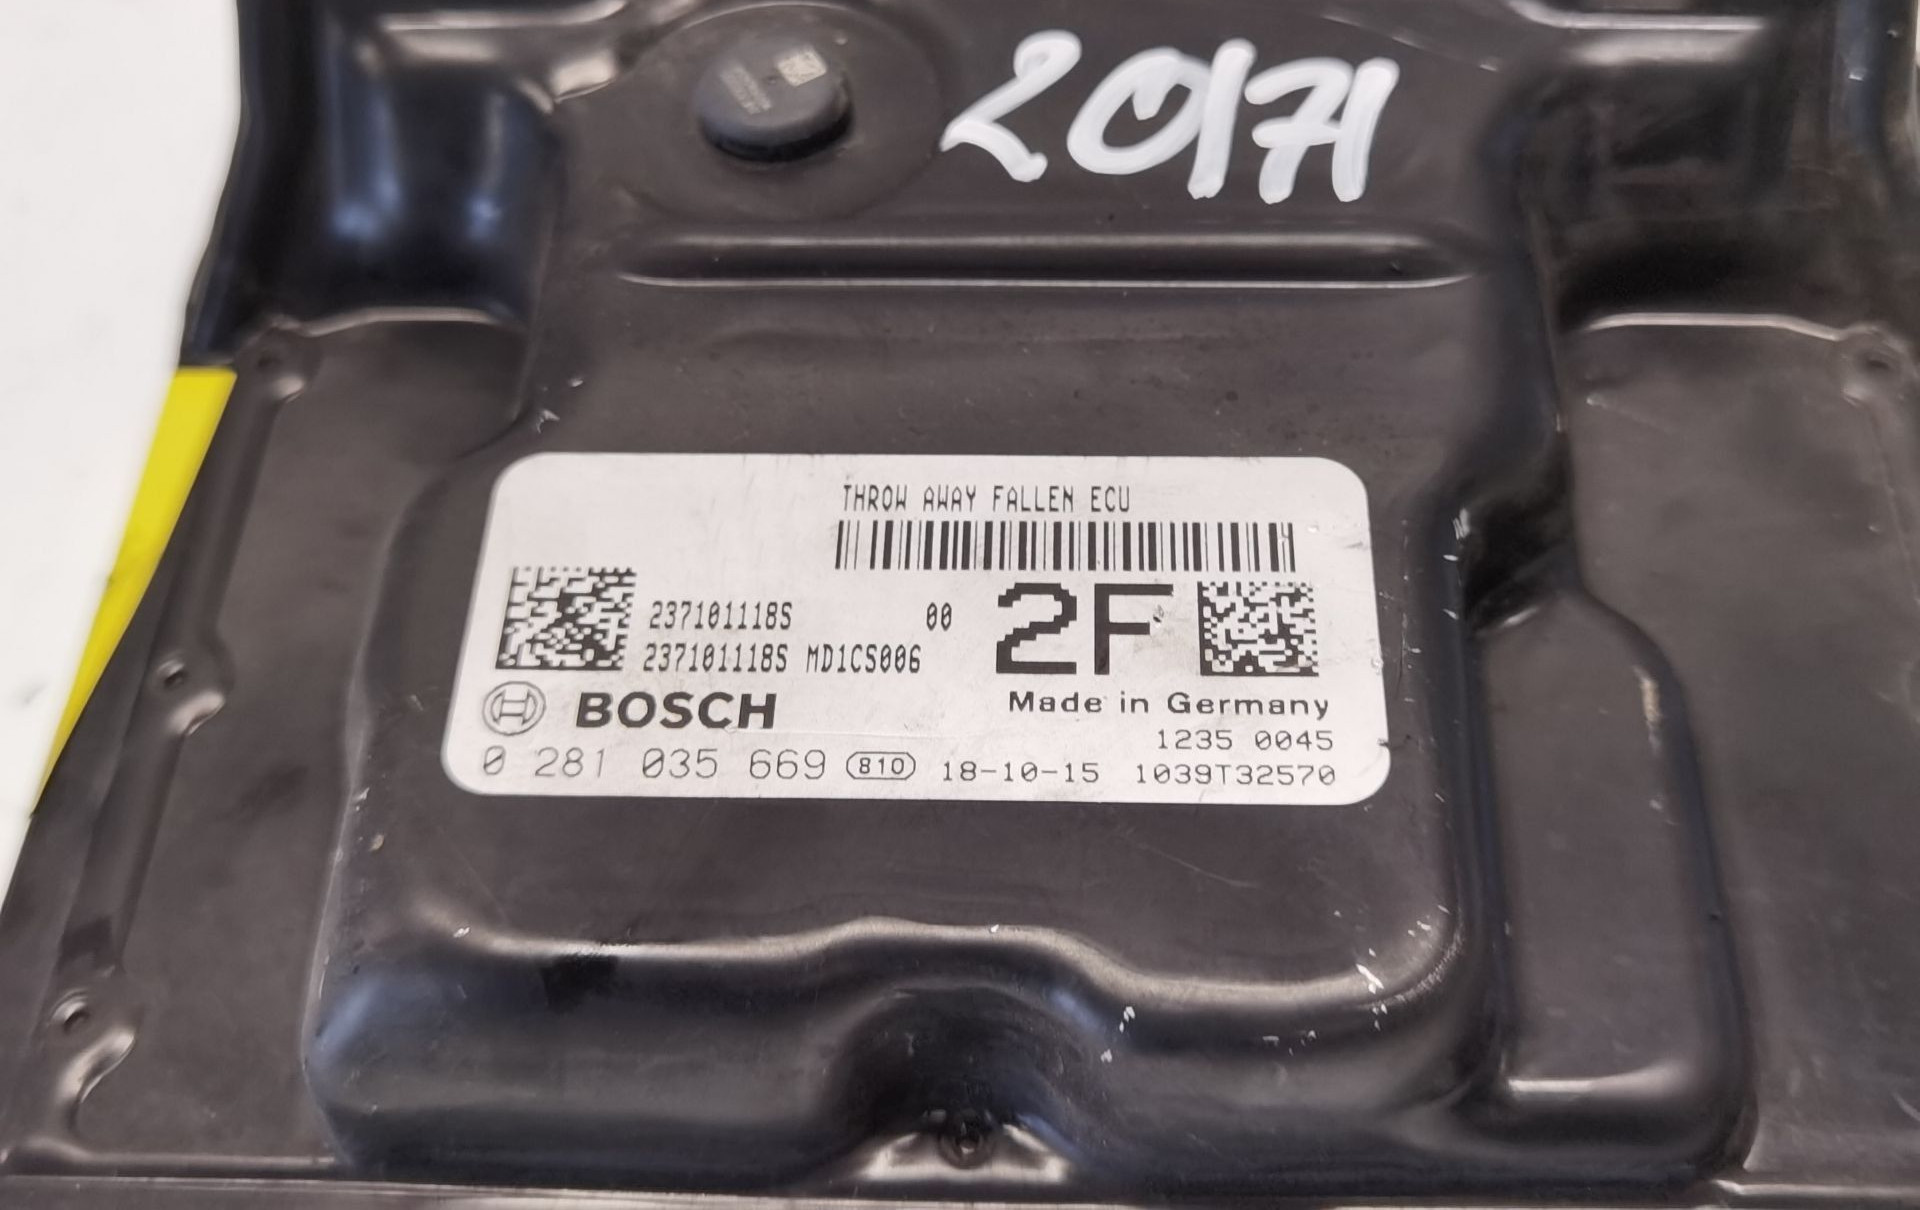 20171
THROW AWAY FALLEN ECU
237101118S 00
237101118S MD1CS006
2F
BOSCH
Made in Germany
1235 0045
0 281 035 669 810 18-10-15 1039T32570